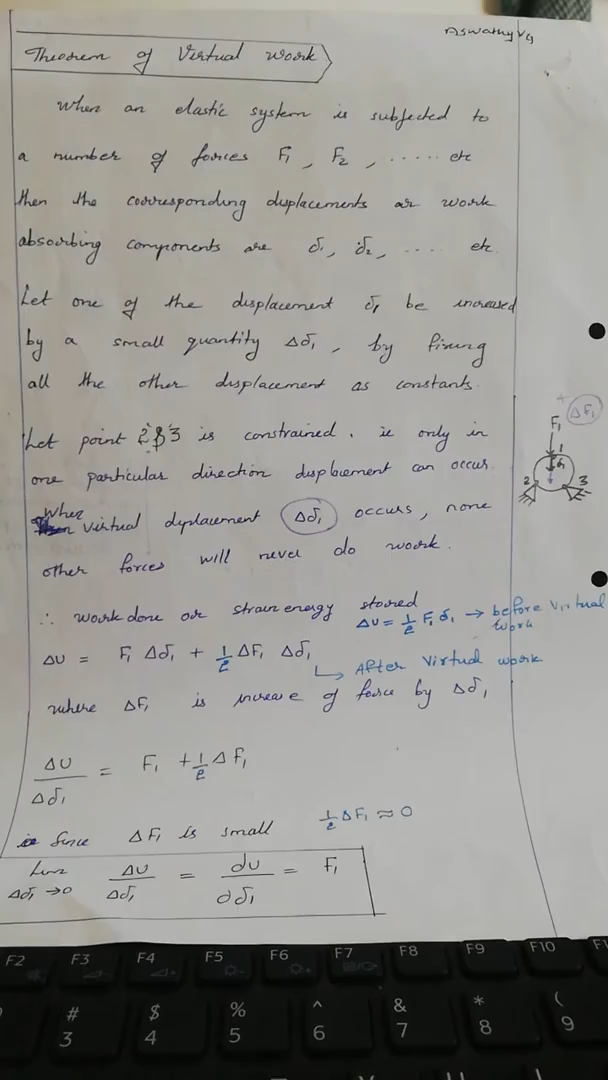 Aswathy V G
Theorem of Virtual work
When an elastic system is subjected to
a number of forces F₁, F₂, ..... etc
then the corresponding displacements or work
absorbing components are δ₁, δ₂, .... etc.
Let one of the displacement δ₁ be increased
by a small quantity Δδ₁, by fixing
all the other displacement as constants.
Let point 2 & 3 is constrained. ie only in
one particular direction displacement can occur.
When virtual dyplacement Δδ₁ occurs, none
other forces will never do work.
∴ work done or strain energy stored
ΔU = 1/2 F₁ δ₁ → before virtual
work
ΔU = F₁ Δδ₁ + 1/2 ΔF₁ Δδ₁
↳ After virtual work
where ΔF₁ is increase of force by Δδ₁
ΔU/Δδ₁ = F₁ + 1/2 ΔF₁
Since ΔF₁ is small 1/2 ΔF₁ ≈ 0
Lim Δδ₁→0 ΔU/Δδ₁ = ∂U/∂δ₁ = F₁
+ ΔF₁
F₁
1
2 3
F2 F3 F4 F5 F6 F7 F8 F9 F10
# $ % ^ & * (
3 4 5 6 7 8 9